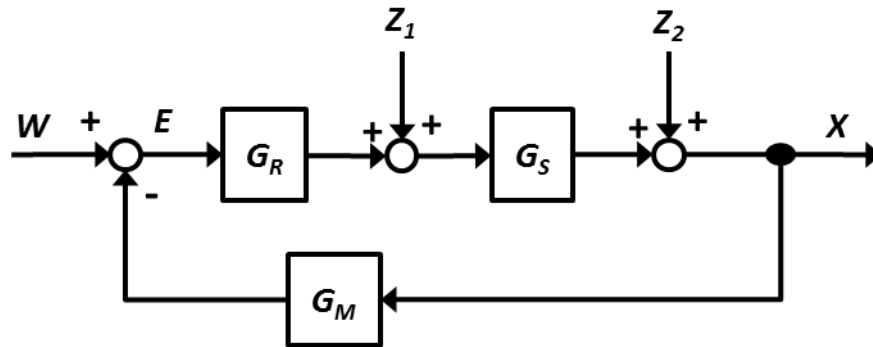 Z1 Z2
W + E GR + + GS + + X
-
GM